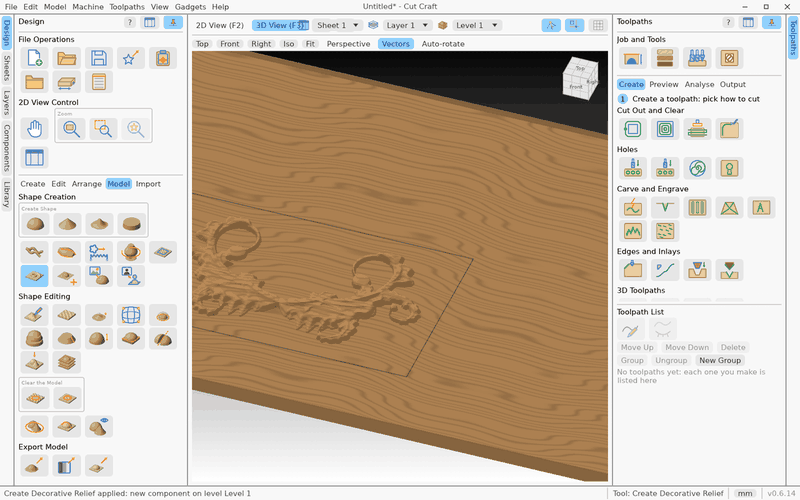 Untitled* - Cut Craft
File Edit Model Machine Toolpaths View Gadgets Help
Design
Sheets
Layers
Components
Library
Design
?
File Operations
2D View Control
Zoom
Create Edit Arrange Model Import
Shape Creation
Create Shape
Shape Editing
Clear the Model
Export Model
2D View (F2) 3D View (F3) Sheet 1 Layer 1 Level 1
Top Front Right Iso Fit Perspective Vectors Auto-rotate
Top
Front
Right
Toolpaths
?
Job and Tools
Create Preview Analyse Output
1 Create a toolpath: pick how to cut
Cut Out and Clear
Holes
Carve and Engrave
A
Edges and Inlays
3D Toolpaths
Toolpath List
Move Up Move Down Delete
Group Ungroup New Group
No toolpaths yet: each one you make is
listed here
Toolpaths
Create Decorative Relief applied: new component on level Level 1
Tool: Create Decorative Relief mm v0.6.14